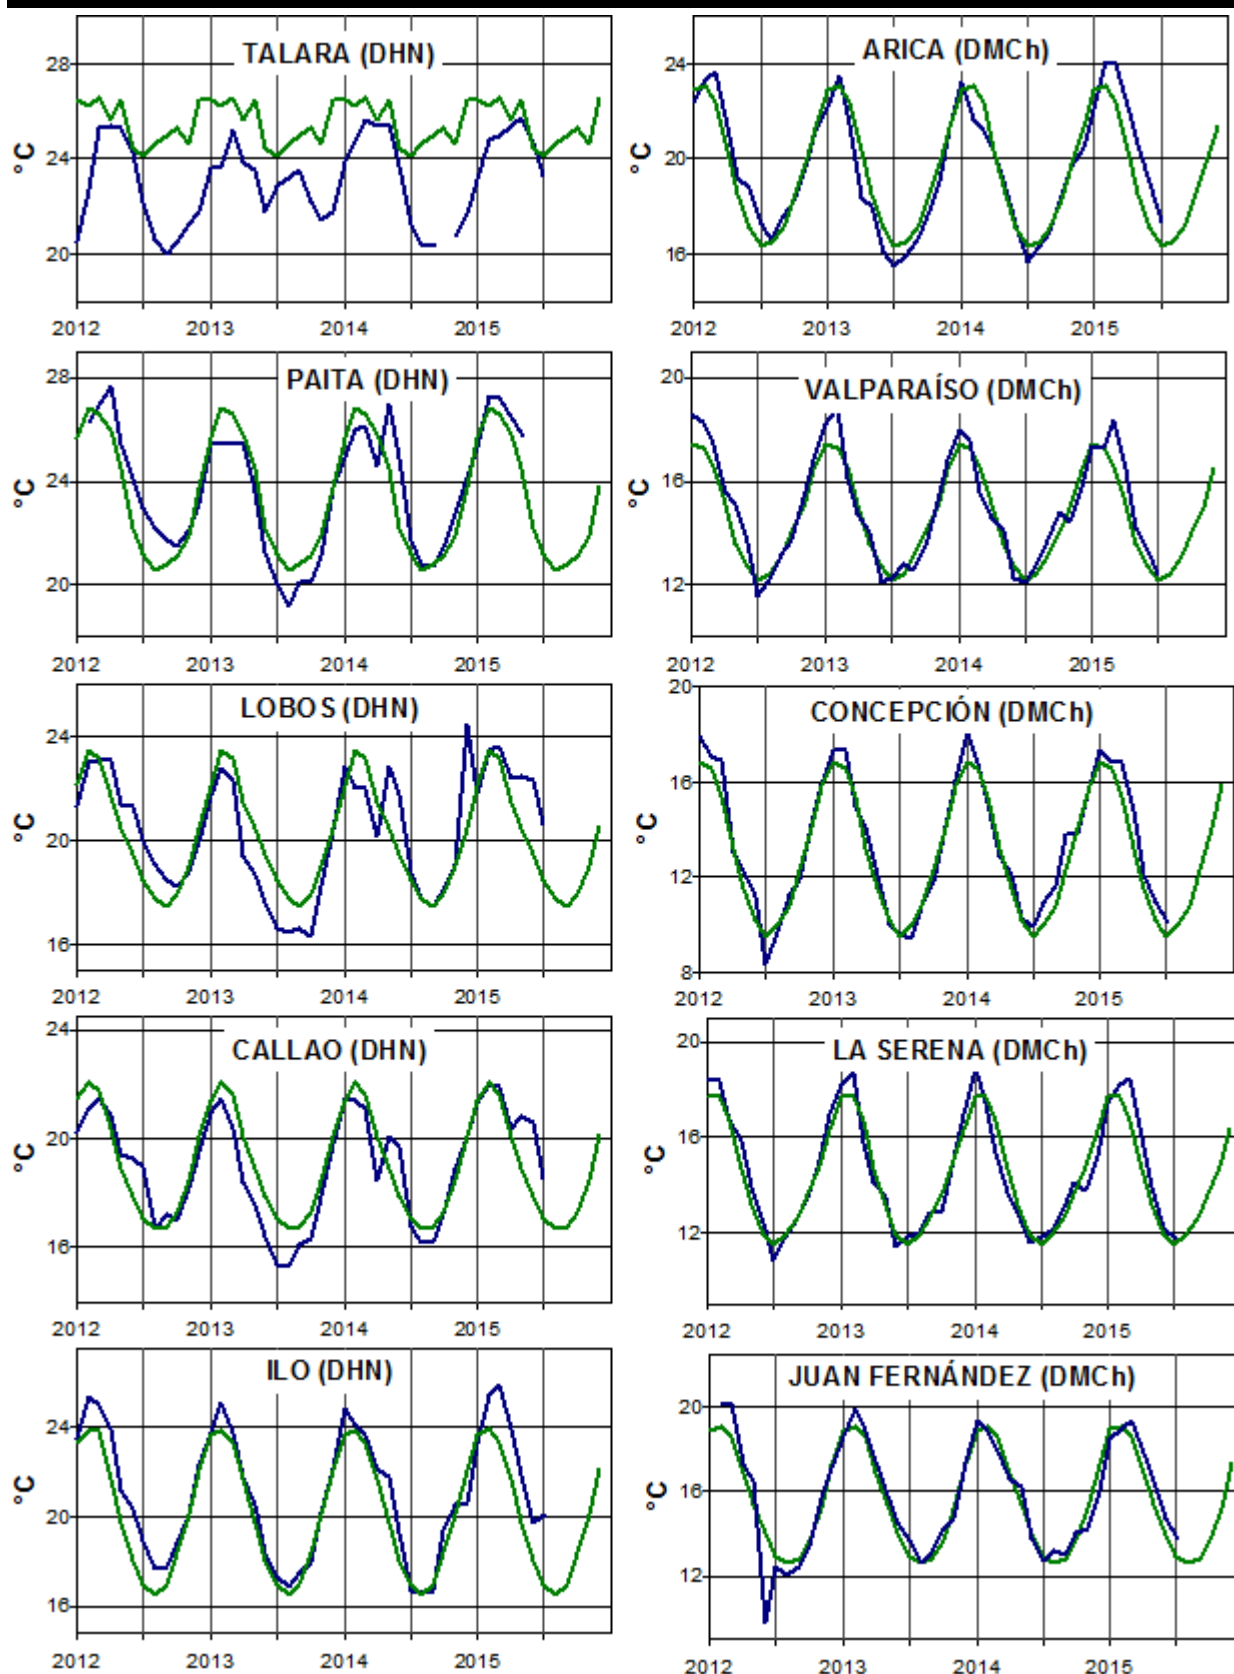 TALARA (DHN)
28
24
20
°C
2012 2013 2014 2015
ARICA (DMCh)
24
20
16
°C
2012 2013 2014 2015
PAITA (DHN)
28
24
20
°C
2012 2013 2014 2015
VALPARAÍSO (DMCh)
20
16
12
°C
2012 2013 2014 2015
LOBOS (DHN)
24
20
16
°C
2012 2013 2014 2015
CONCEPCIÓN (DMCh)
20
16
12
8
°C
2012 2013 2014 2015
CALLAO (DHN)
24
20
16
°C
2012 2013 2014 2015
LA SERENA (DMCh)
20
16
12
°C
2012 2013 2014 2015
ILO (DHN)
24
20
16
°C
2012 2013 2014 2015
JUAN FERNÁNDEZ (DMCh)
20
16
12
°C
2012 2013 2014 2015